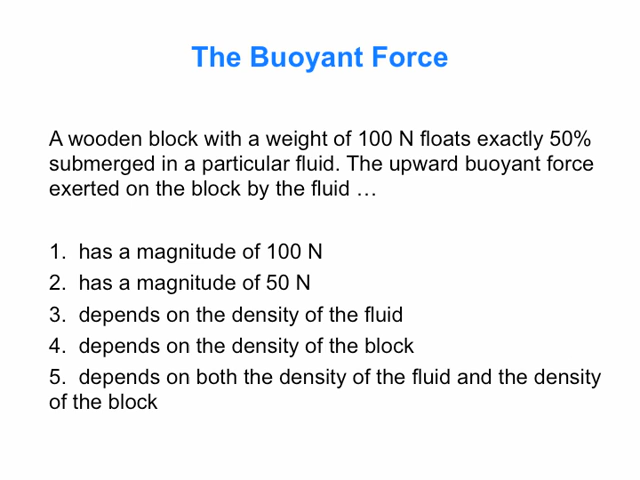 The Buoyant Force
A wooden block with a weight of 100 N floats exactly 50%
submerged in a particular fluid. The upward buoyant force
exerted on the block by the fluid …
1. has a magnitude of 100 N
2. has a magnitude of 50 N
3. depends on the density of the fluid
4. depends on the density of the block
5. depends on both the density of the fluid and the density
of the block